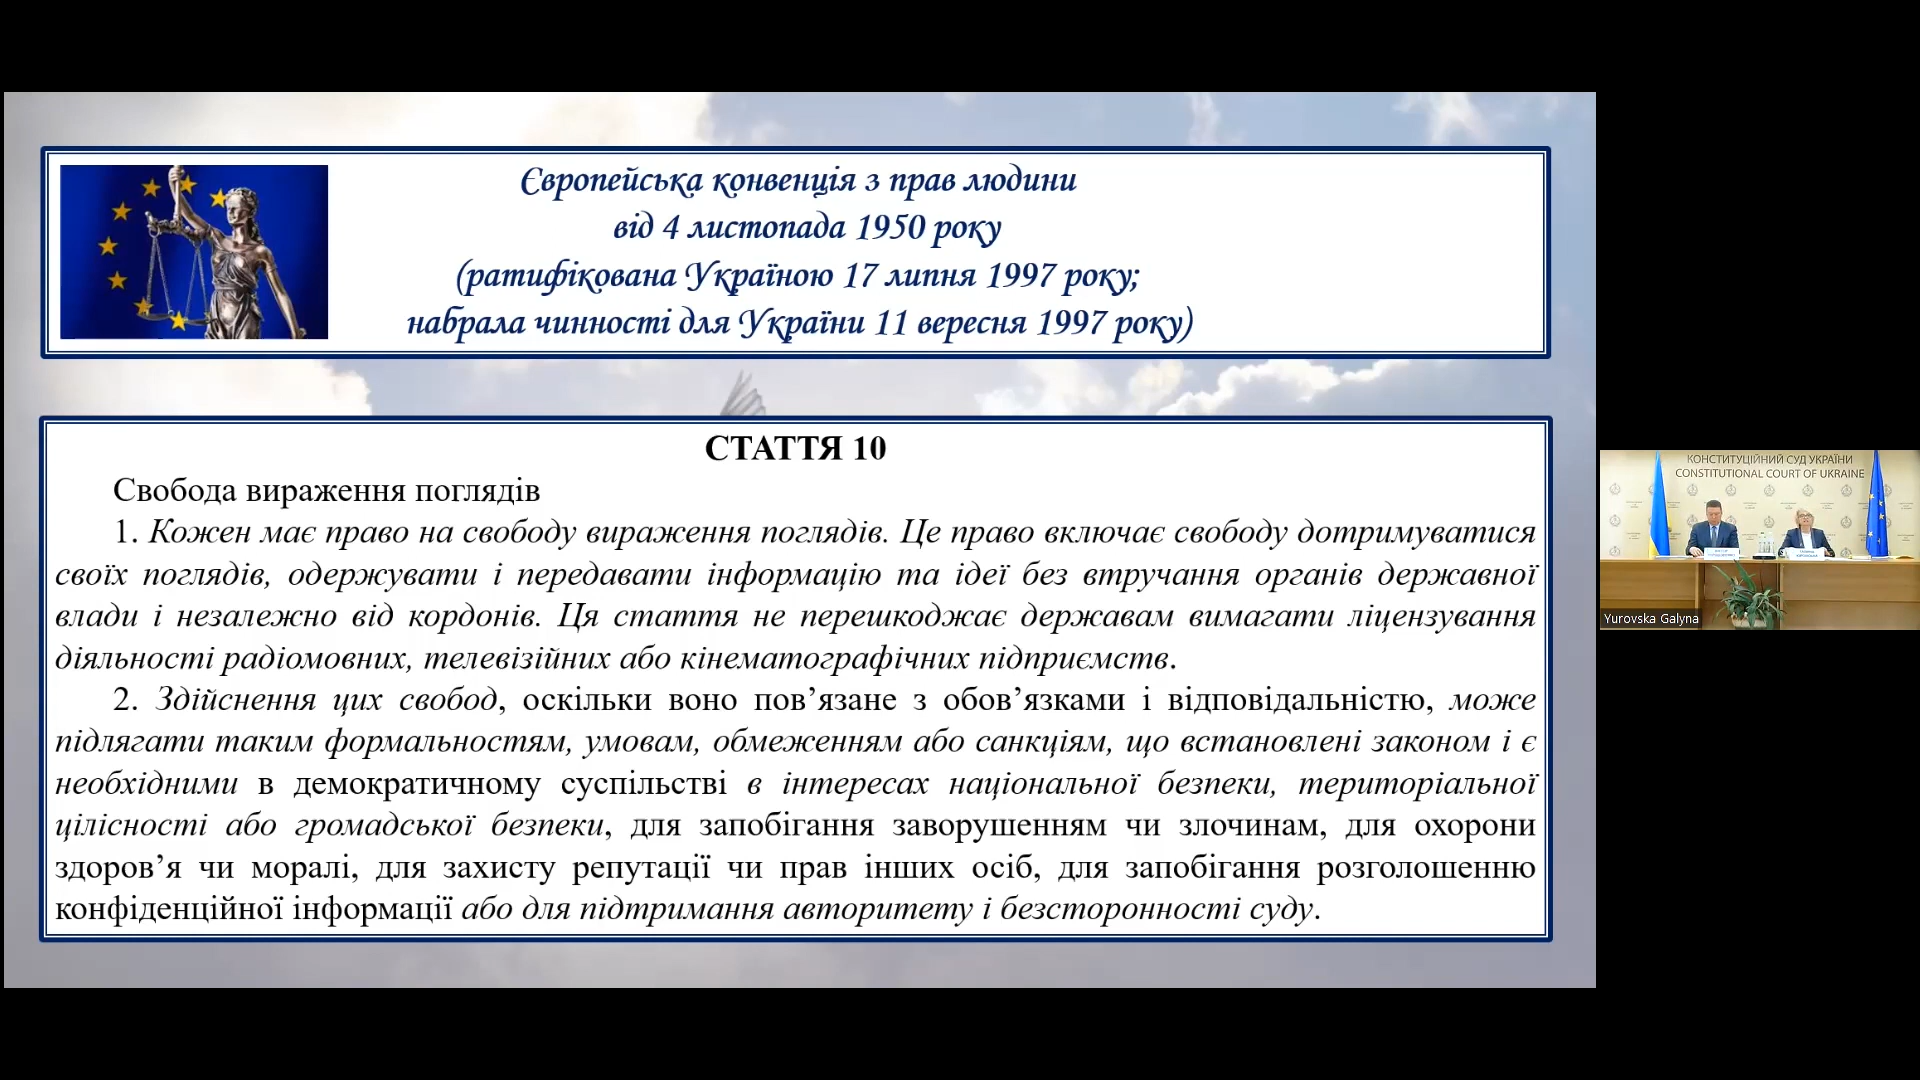 Європейська конвенція з прав людини
від 4 листопада 1950 року
(ратифікована Україною 17 липня 1997 року;
набрала чинності для України 11 вересня 1997 року)
СТАТТЯ 10
Свобода вираження поглядів
1. Кожен має право на свободу вираження поглядів. Це право включає свободу дотримуватися
своїх поглядів, одержувати і передавати інформацію та ідеї без втручання органів державної
влади і незалежно від кордонів. Ця стаття не перешкоджає державам вимагати ліцензування
діяльності радіомовних, телевізійних або кінематографічних підприємств.
2. Здійснення цих свобод, оскільки воно пов’язане з обов’язками і відповідальністю, може
підлягати таким формальностям, умовам, обмеженням або санкціям, що встановлені законом і є
необхідними в демократичному суспільстві в інтересах національної безпеки, територіальної
цілісності або громадської безпеки, для запобігання заворушенням чи злочинам, для охорони
здоров’я чи моралі, для захисту репутації чи прав інших осіб, для запобігання розголошенню
конфіденційної інформації або для підтримання авторитету і безсторонності суду.
КОНСТИТУЦІЙНИЙ СУД УКРАЇНИ
CONSTITUTIONAL COURT OF UKRAINE
Yurovska Galyna